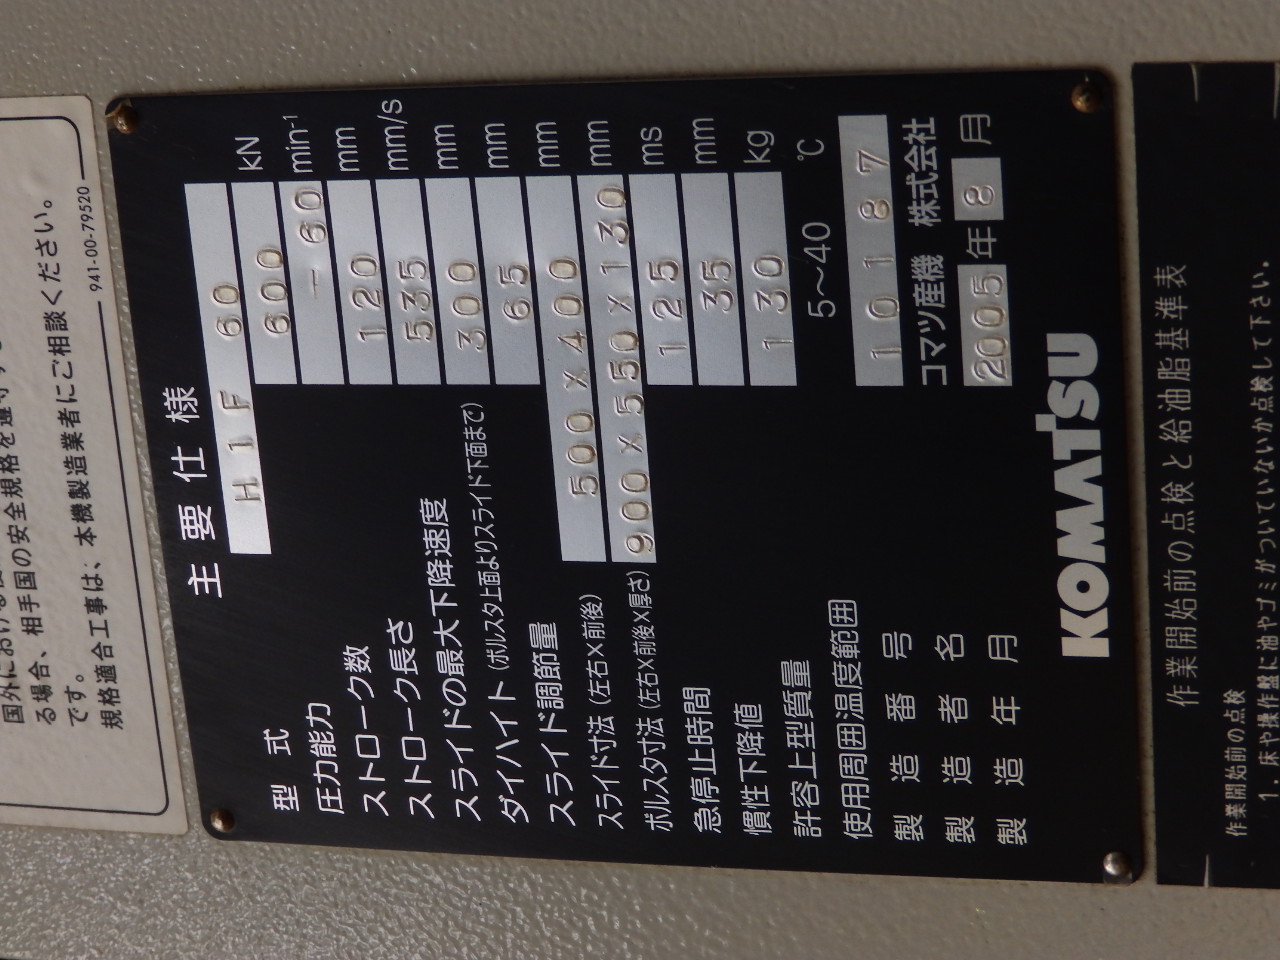 る場合、相手国の安全規格を遵守す
です。
規格適合工事は、本機製造業者にご相談ください。
941-00-79520
主要仕様
型式 H1F 60
圧力能力 600 kN
ストローク数 -60 min⁻¹
ストローク長さ 120 mm
スライドの最大下降速度 535 mm/s
ダイハイト(ボルスタ上面よりスライド下面まで) 300 mm
スライド調節量 65 mm
スライド寸法(左右×前後) 500×400 mm
ボルスタ寸法(左右×前後×厚さ) 900×550×130 mm
急停止時間 125 ms
慣性下降値 35 mm
許容上型質量 130 kg
使用周囲温度範囲 5~40 ℃
製造番号 10187
製造者名 コマツ産機 株式会社
製造年月 2005年8月
KOMATSU
作業開始前の点検と給油脂基準表
作業開始前の点検
1. 床や操作盤に油やゴミがついていないか点検して下さい.